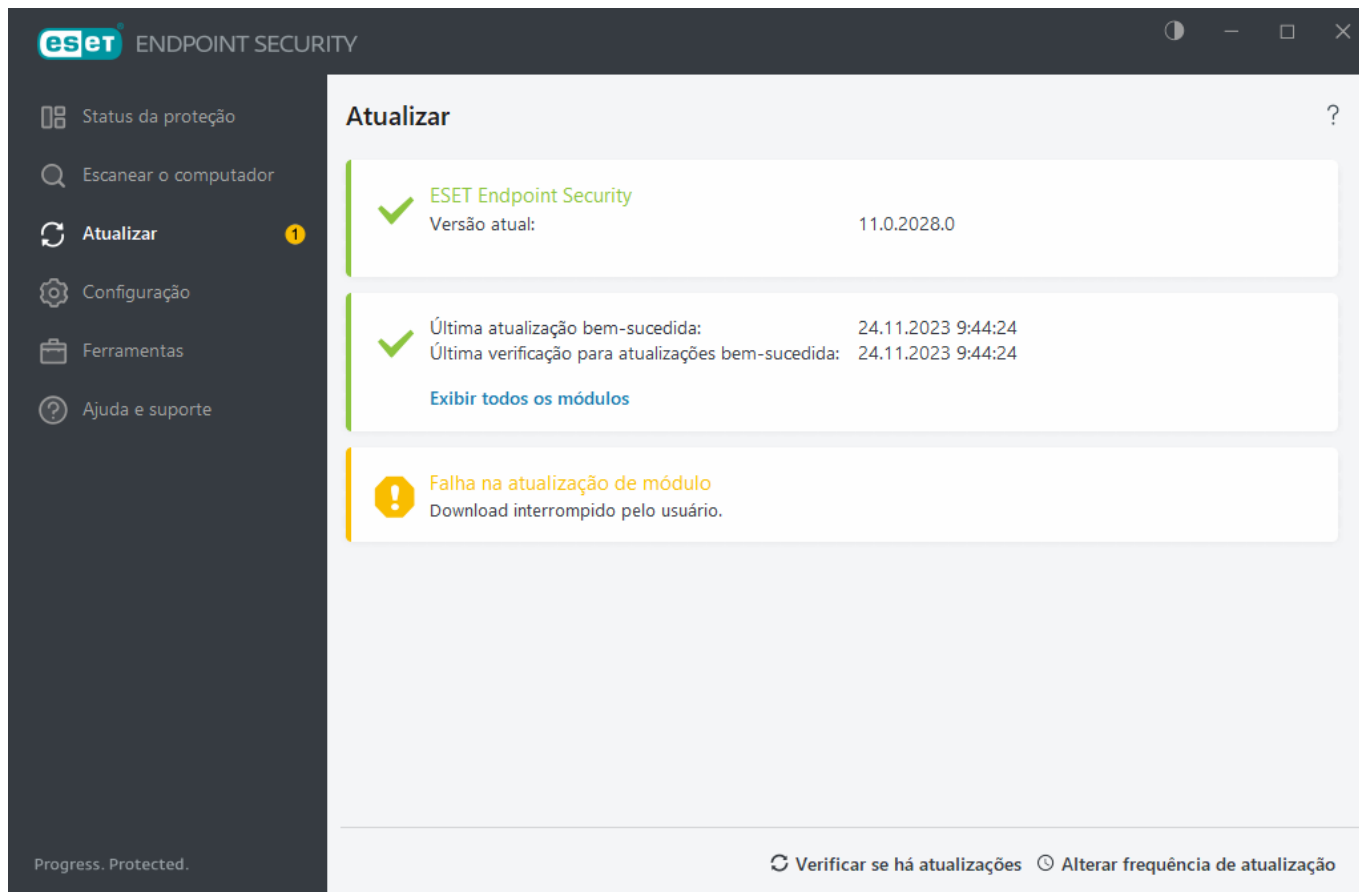 eset ENDPOINT SECURITY
Status da proteção
Escanear o computador
Atualizar 1
Configuração
Ferramentas
Ajuda e suporte
Progress. Protected.
Atualizar ?
ESET Endpoint Security
Versão atual: 11.0.2028.0
Última atualização bem-sucedida: 24.11.2023 9:44:24
Última verificação para atualizações bem-sucedida: 24.11.2023 9:44:24
Exibir todos os módulos
Falha na atualização de módulo
Download interrompido pelo usuário.
Verificar se há atualizações Alterar frequência de atualização